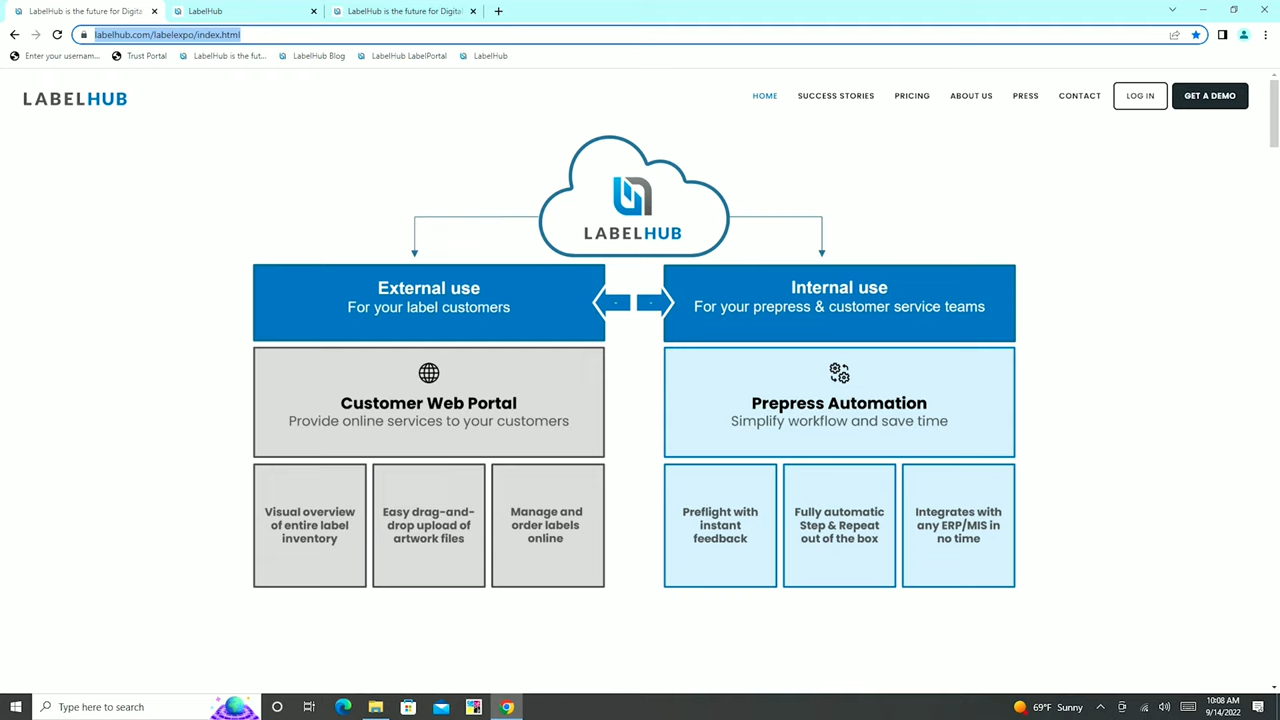 LabelHub is the future for Digita
LabelHub
LabelHub is the future for Digital
labelhub.com/labelexpo/index.html
Enter your usernam...
Trust Portal
LabelHub is the fut...
LabelHub Blog
LabelHub LabelPortal
LabelHub
LABELHUB
HOME
SUCCESS STORIES
PRICING
ABOUT US
PRESS
CONTACT
LOG IN
GET A DEMO
LABELHUB
External use
For your label customers
Internal use
For your prepress & customer service teams
Customer Web Portal
Provide online services to your customers
Prepress Automation
Simplify workflow and save time
Visual overview
of entire label
inventory
Easy drag-and-
drop upload of
artwork files
Manage and
order labels
online
Preflight with
instant
feedback
Fully automatic
Step & Repeat
out of the box
Integrates with
any ERP/MIS in
no time
Type here to search
69°F Sunny
10:08 AM
9/14/2022